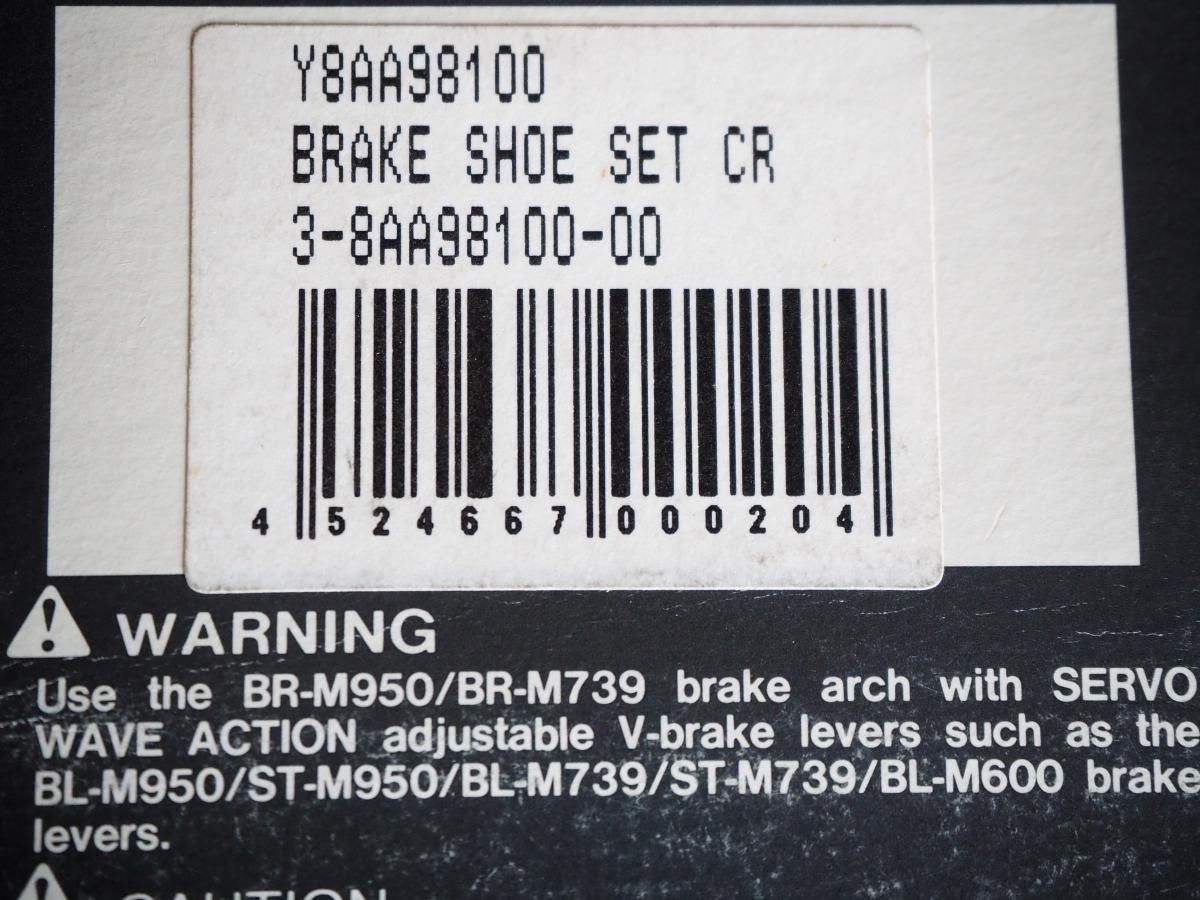 Y8AA98100
BRAKE SHOE SET CR
3-8AA98100-00
4 524667 000204
WARNING
Use the BR-M950/BR-M739 brake arch with SERVO
WAVE ACTION adjustable V-brake levers such as the
BL-M950/ST-M950/BL-M739/ST-M739/BL-M600 brake
levers.
CAUTION